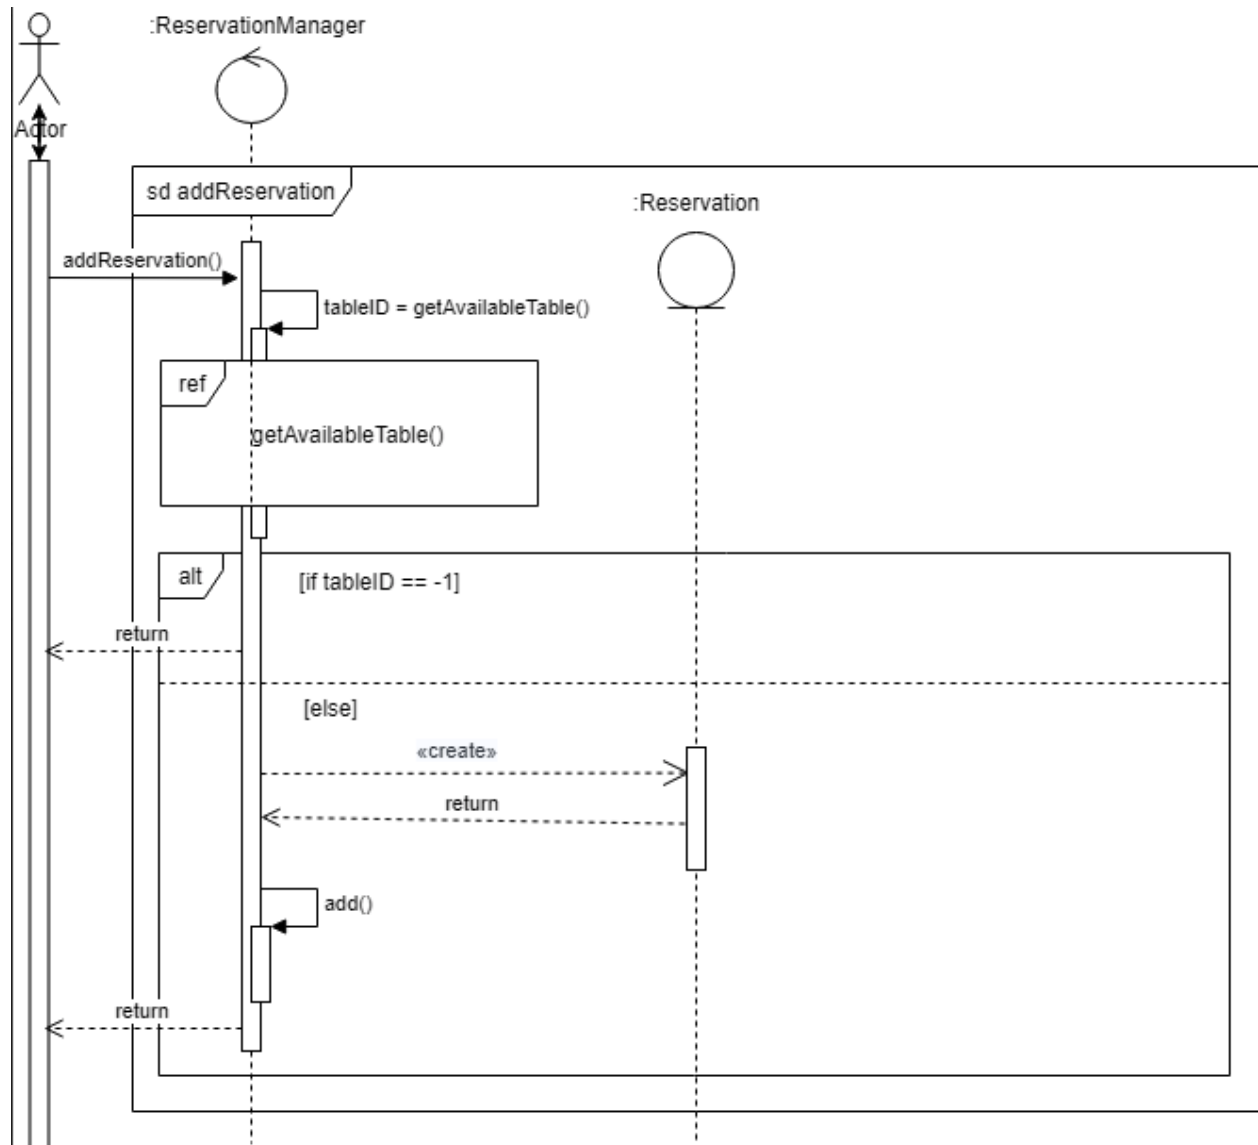 :ReservationManager
Actor
sd addReservation
:Reservation
addReservation()
tableID = getAvailableTable()
ref
getAvailableTable()
alt
[if tableID == -1]
return
[else]
«create»
return
add()
return